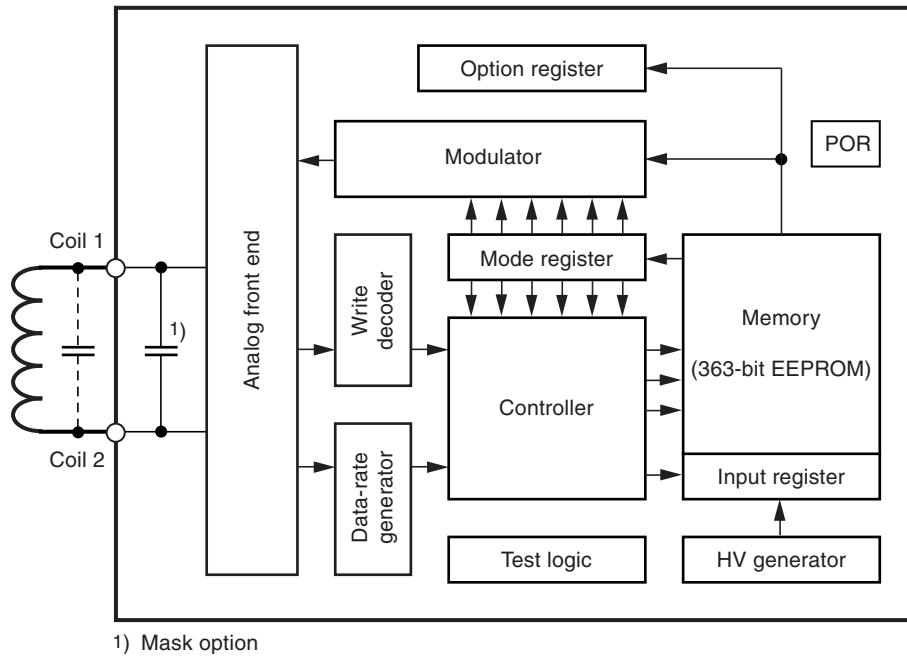 Option register
Modulator
POR
Coil 1
Mode register
1)
Analog front end
Write
decoder
Memory
(363-bit EEPROM)
Controller
Coil 2
Data-rate
generator
Input register
Test logic
HV generator
1) Mask option